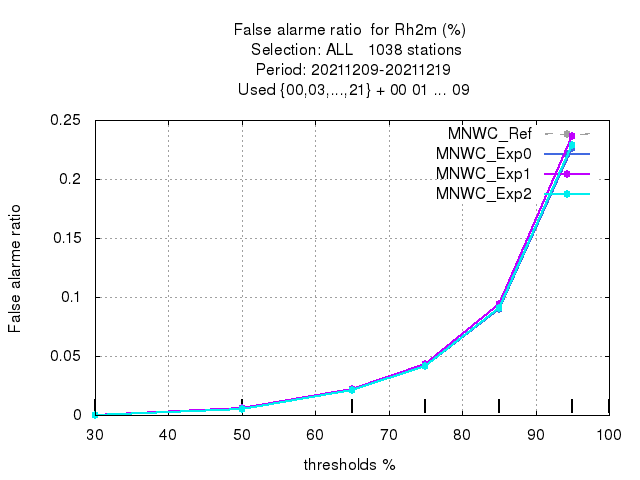 False alarme ratio  for Rh2m (%)
Selection: ALL   1038 stations
Period: 20211209-20211219
Used {00,03,...,21} + 00 01 ... 09
MNWC_Ref
MNWC_Exp0
MNWC_Exp1
MNWC_Exp2
0.25
0.2
0.15
0.1
0.05
0
False alarme ratio
30 40 50 60 70 80 90 100
thresholds %